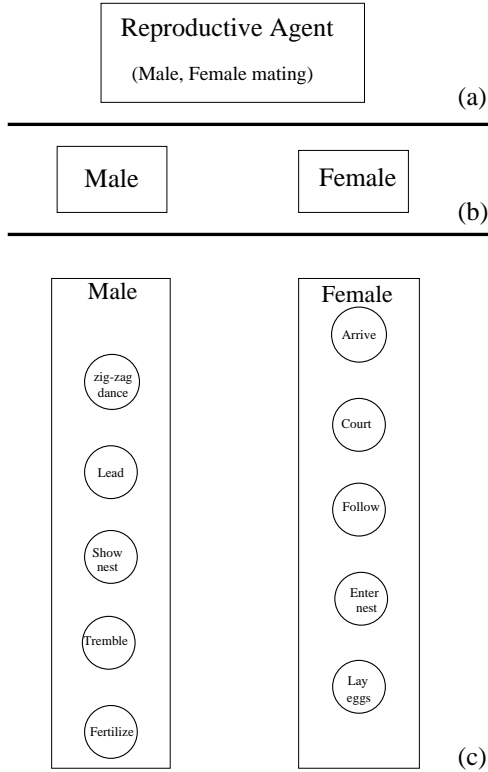 Reproductive Agent
(Male, Female mating)
(a)
Male
Female
(b)
Male
zig-zag
dance
Lead
Show
nest
Tremble
Fertilize
Female
Arrive
Court
Follow
Enter
nest
Lay
eggs
(c)